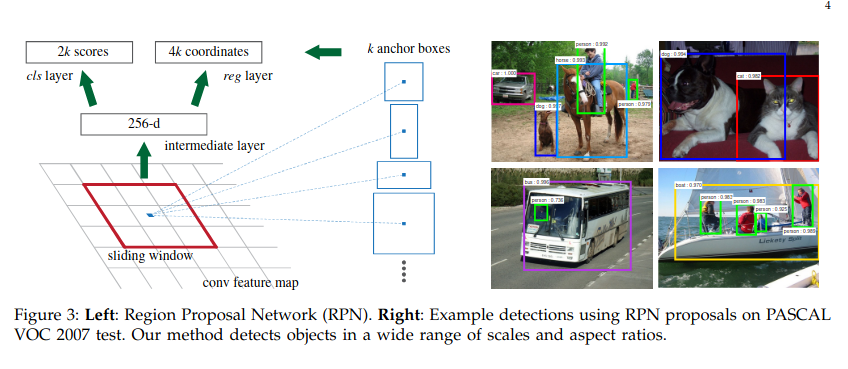 4
2k scores
4k coordinates
k anchor boxes
cls layer
reg layer
256-d
intermediate layer
sliding window
conv feature map
person : 0.992
horse : 0.993
car : 1.000
dog : 0.997
person : 0.979
dog : 0.994
cat : 0.982
bus : 0.996
person : 0.736
boat : 0.970
person : 0.983
person : 0.983
person : 0.925
person : 0.989
Figure 3: Left: Region Proposal Network (RPN). Right: Example detections using RPN proposals on PASCAL
VOC 2007 test. Our method detects objects in a wide range of scales and aspect ratios.